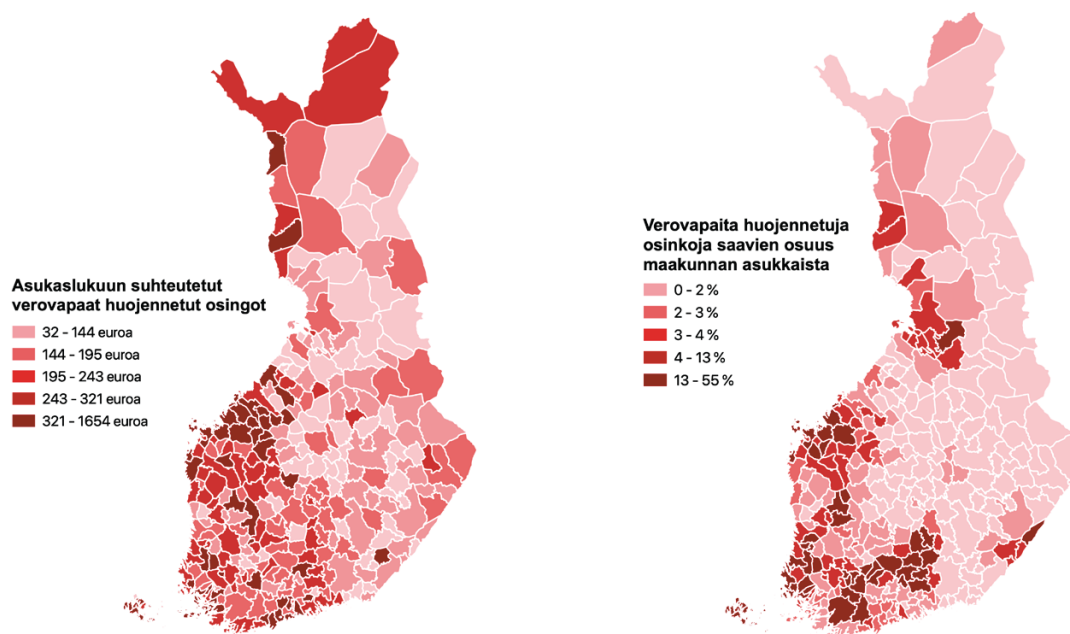 Asukaslukuun suhteutetut
verovapaat huojennetut osingot
32 - 144 euroa
144 - 195 euroa
195 - 243 euroa
243 - 321 euroa
321 - 1654 euroa
Verovapaita huojennetuja
osinkoja saavien osuus
maakunnan asukkaista
0 - 2 %
2 - 3 %
3 - 4 %
4 - 13 %
13 - 55 %